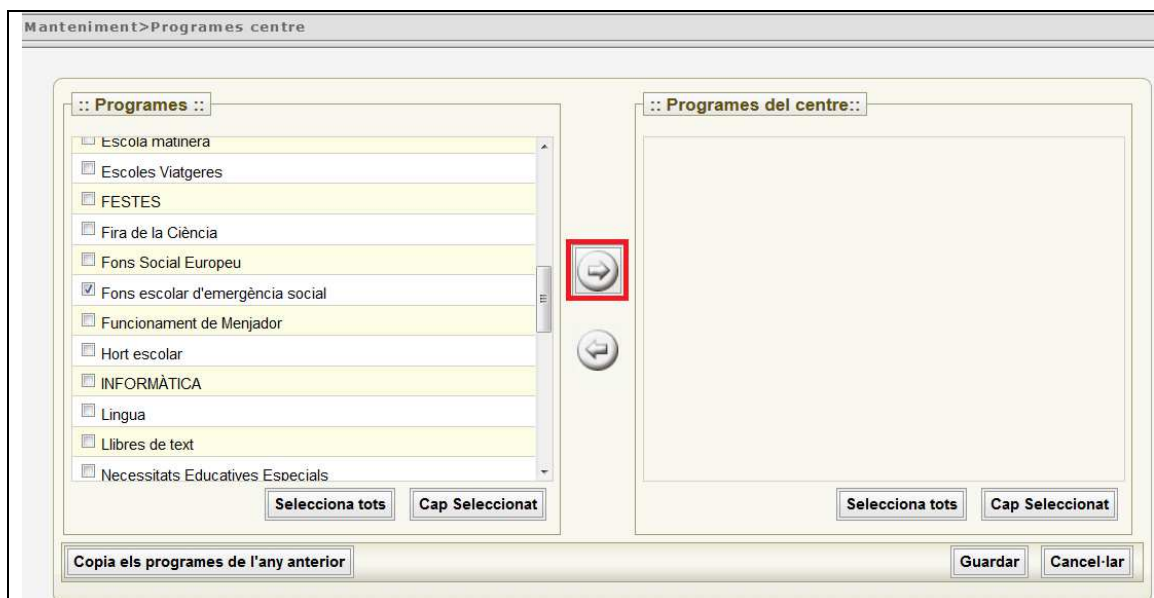 Manteniment>Programes centre
:: Programes ::
:: Programes del centre::
Escola matinera
Escoles Viatgeres
FESTES
Fira de la Ciència
Fons Social Europeu
Fons escolar d'emergència social
Funcionament de Menjador
Hort escolar
INFORMÀTICA
Lingua
Llibres de text
Necessitats Educatives Especials
Selecciona tots Cap Seleccionat
Selecciona tots Cap Seleccionat
Copia els programes de l'any anterior
Guardar Cancel·lar